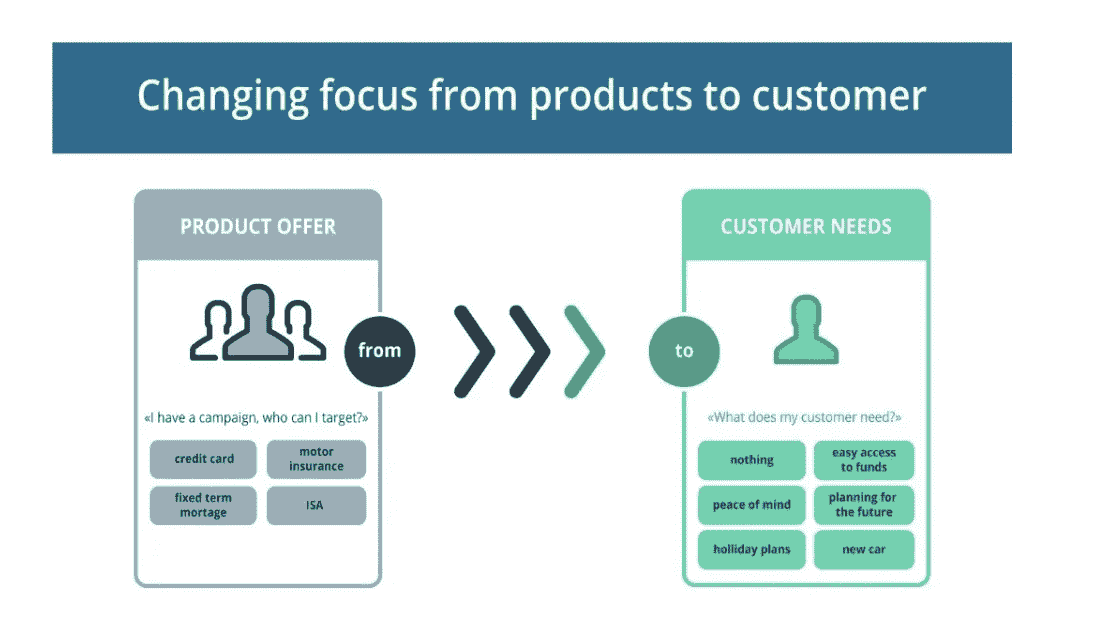 Changing focus from products to customer
PRODUCT OFFER
from
«I have a campaign, who can I target?»
credit card
motor
insurance
fixed term
mortage
ISA
CUSTOMER NEEDS
to
«What does my customer need?»
nothing
easy access
to funds
peace of mind
planning for
the future
holliday plans
new car